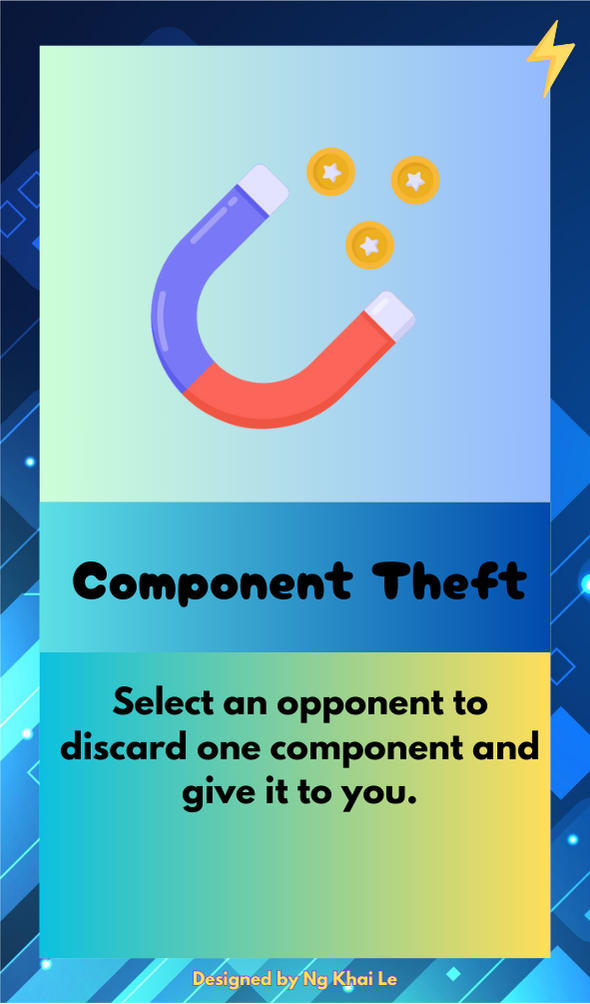 Component Theft
Select an opponent to
discard one component and
give it to you.
Designed by Ng Khai Le